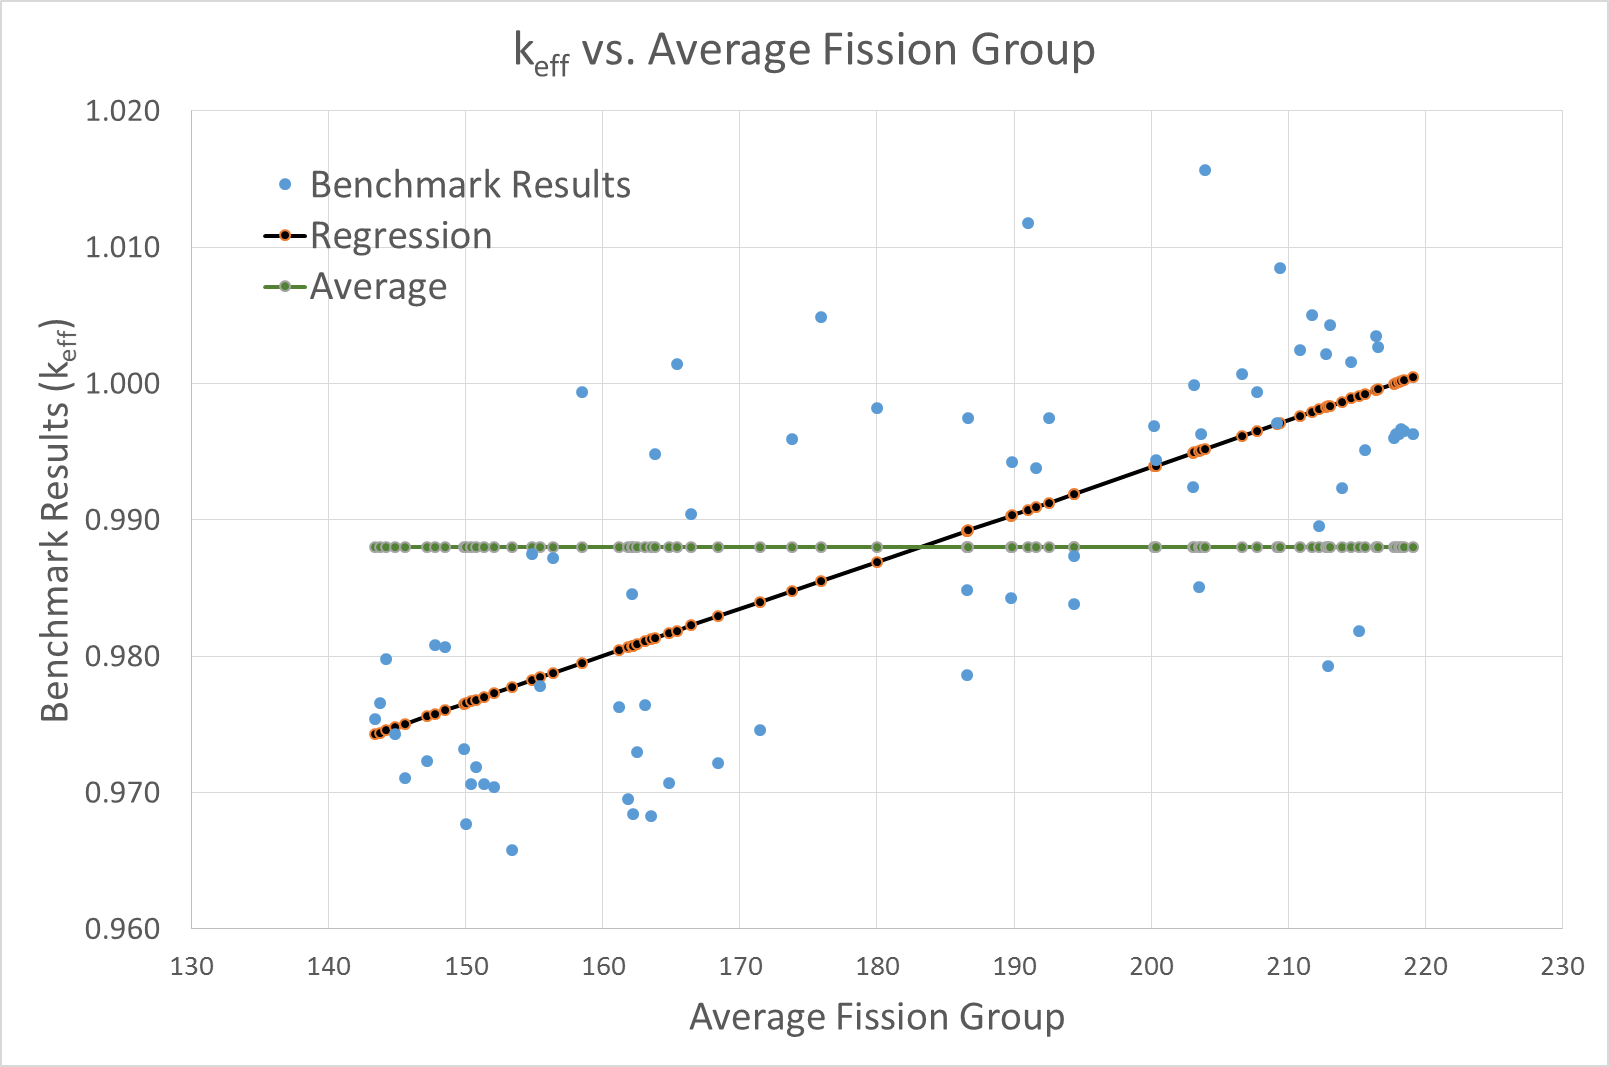 keff vs. Average Fission Group
1.020
1.010
1.000
0.990
0.980
0.970
0.960
Benchmark Results (keff)
Benchmark Results
Regression
Average
130 140 150 160 170 180 190 200 210 220 230
Average Fission Group